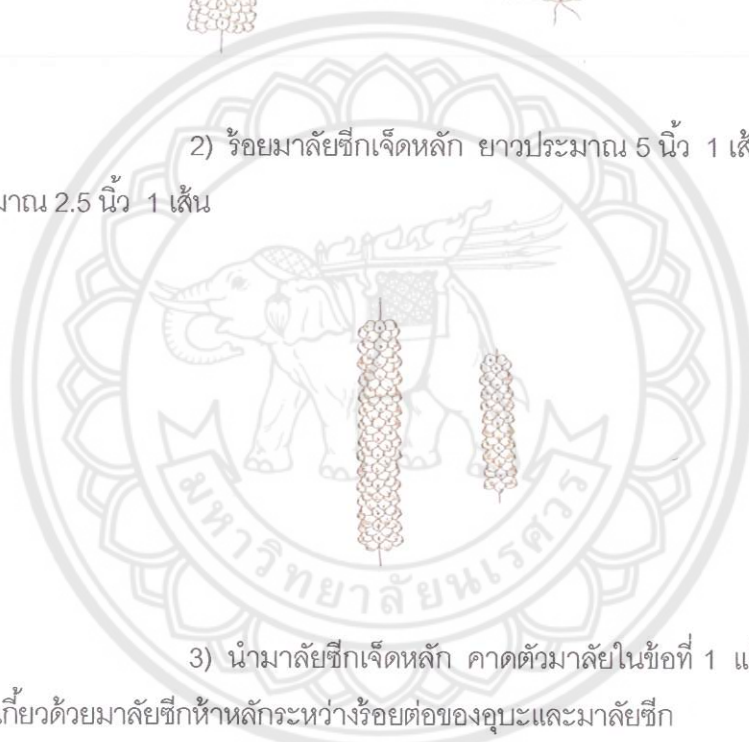 2) ร้อยมาลัยซีกเจ็ดหลัก ยาวประมาณ 5 นิ้ว 1
2.5 นิ้ว 1 เส้น
มหาวิทยาลัยนเรศวร
3) นำมาลัยซีกเจ็ดหลัก คาดตัวมาลัยในข้อที่ 1
เกี้ยวด้วยมาลัยซีกห้าหลักระหว่างร้อยต่อของอุบะและมาลัยซีก